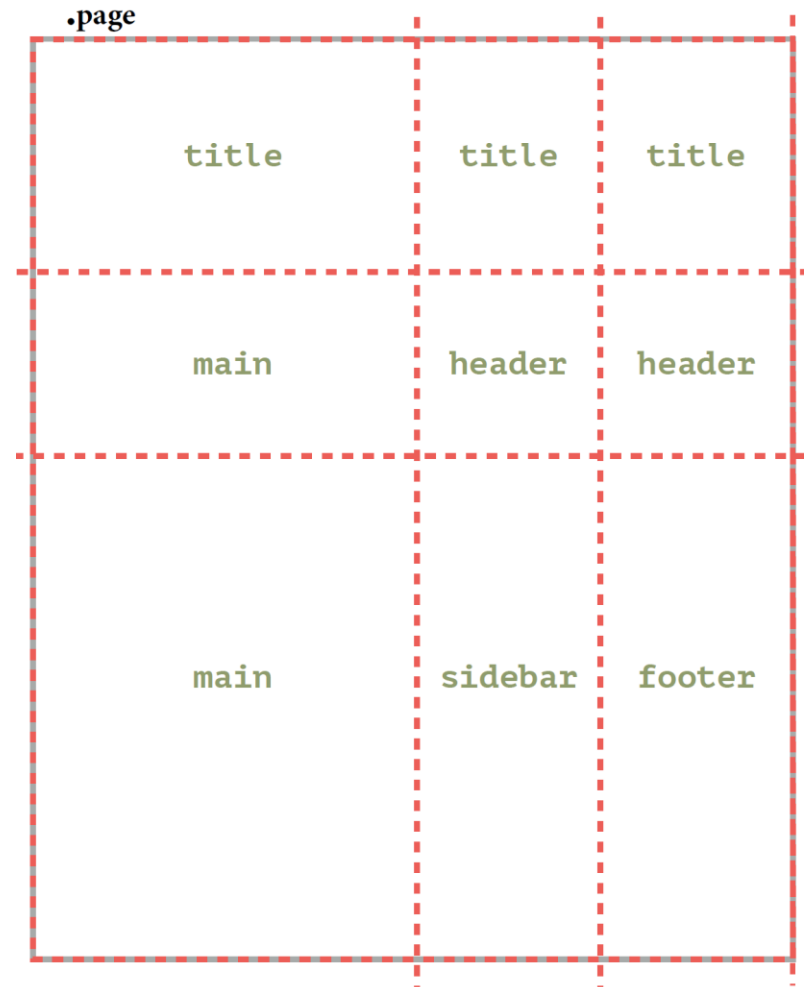 .page
title title title
main header header
main sidebar footer